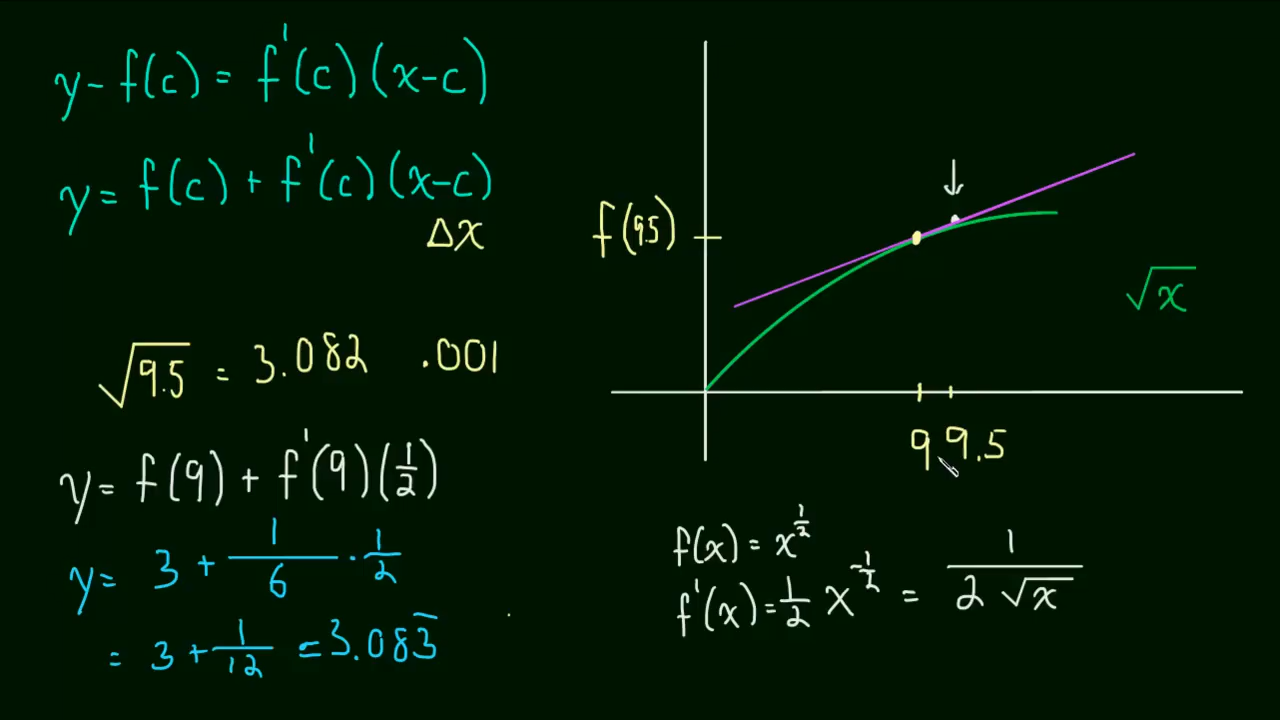 y - f(c) = f'(c)(x-c)
y = f(c) + f'(c)(x-c)
Δx
√9.5 = 3.082 .001
y = f(9) + f'(9)(1/2)
y = 3 + 1/6 · 1/2
= 3 + 1/12 = 3.083̅
f(9.5)
√x
9 9.5
f(x) = x^(1/2)
f'(x) = 1/2 x^(-1/2) = 1/(2√x)